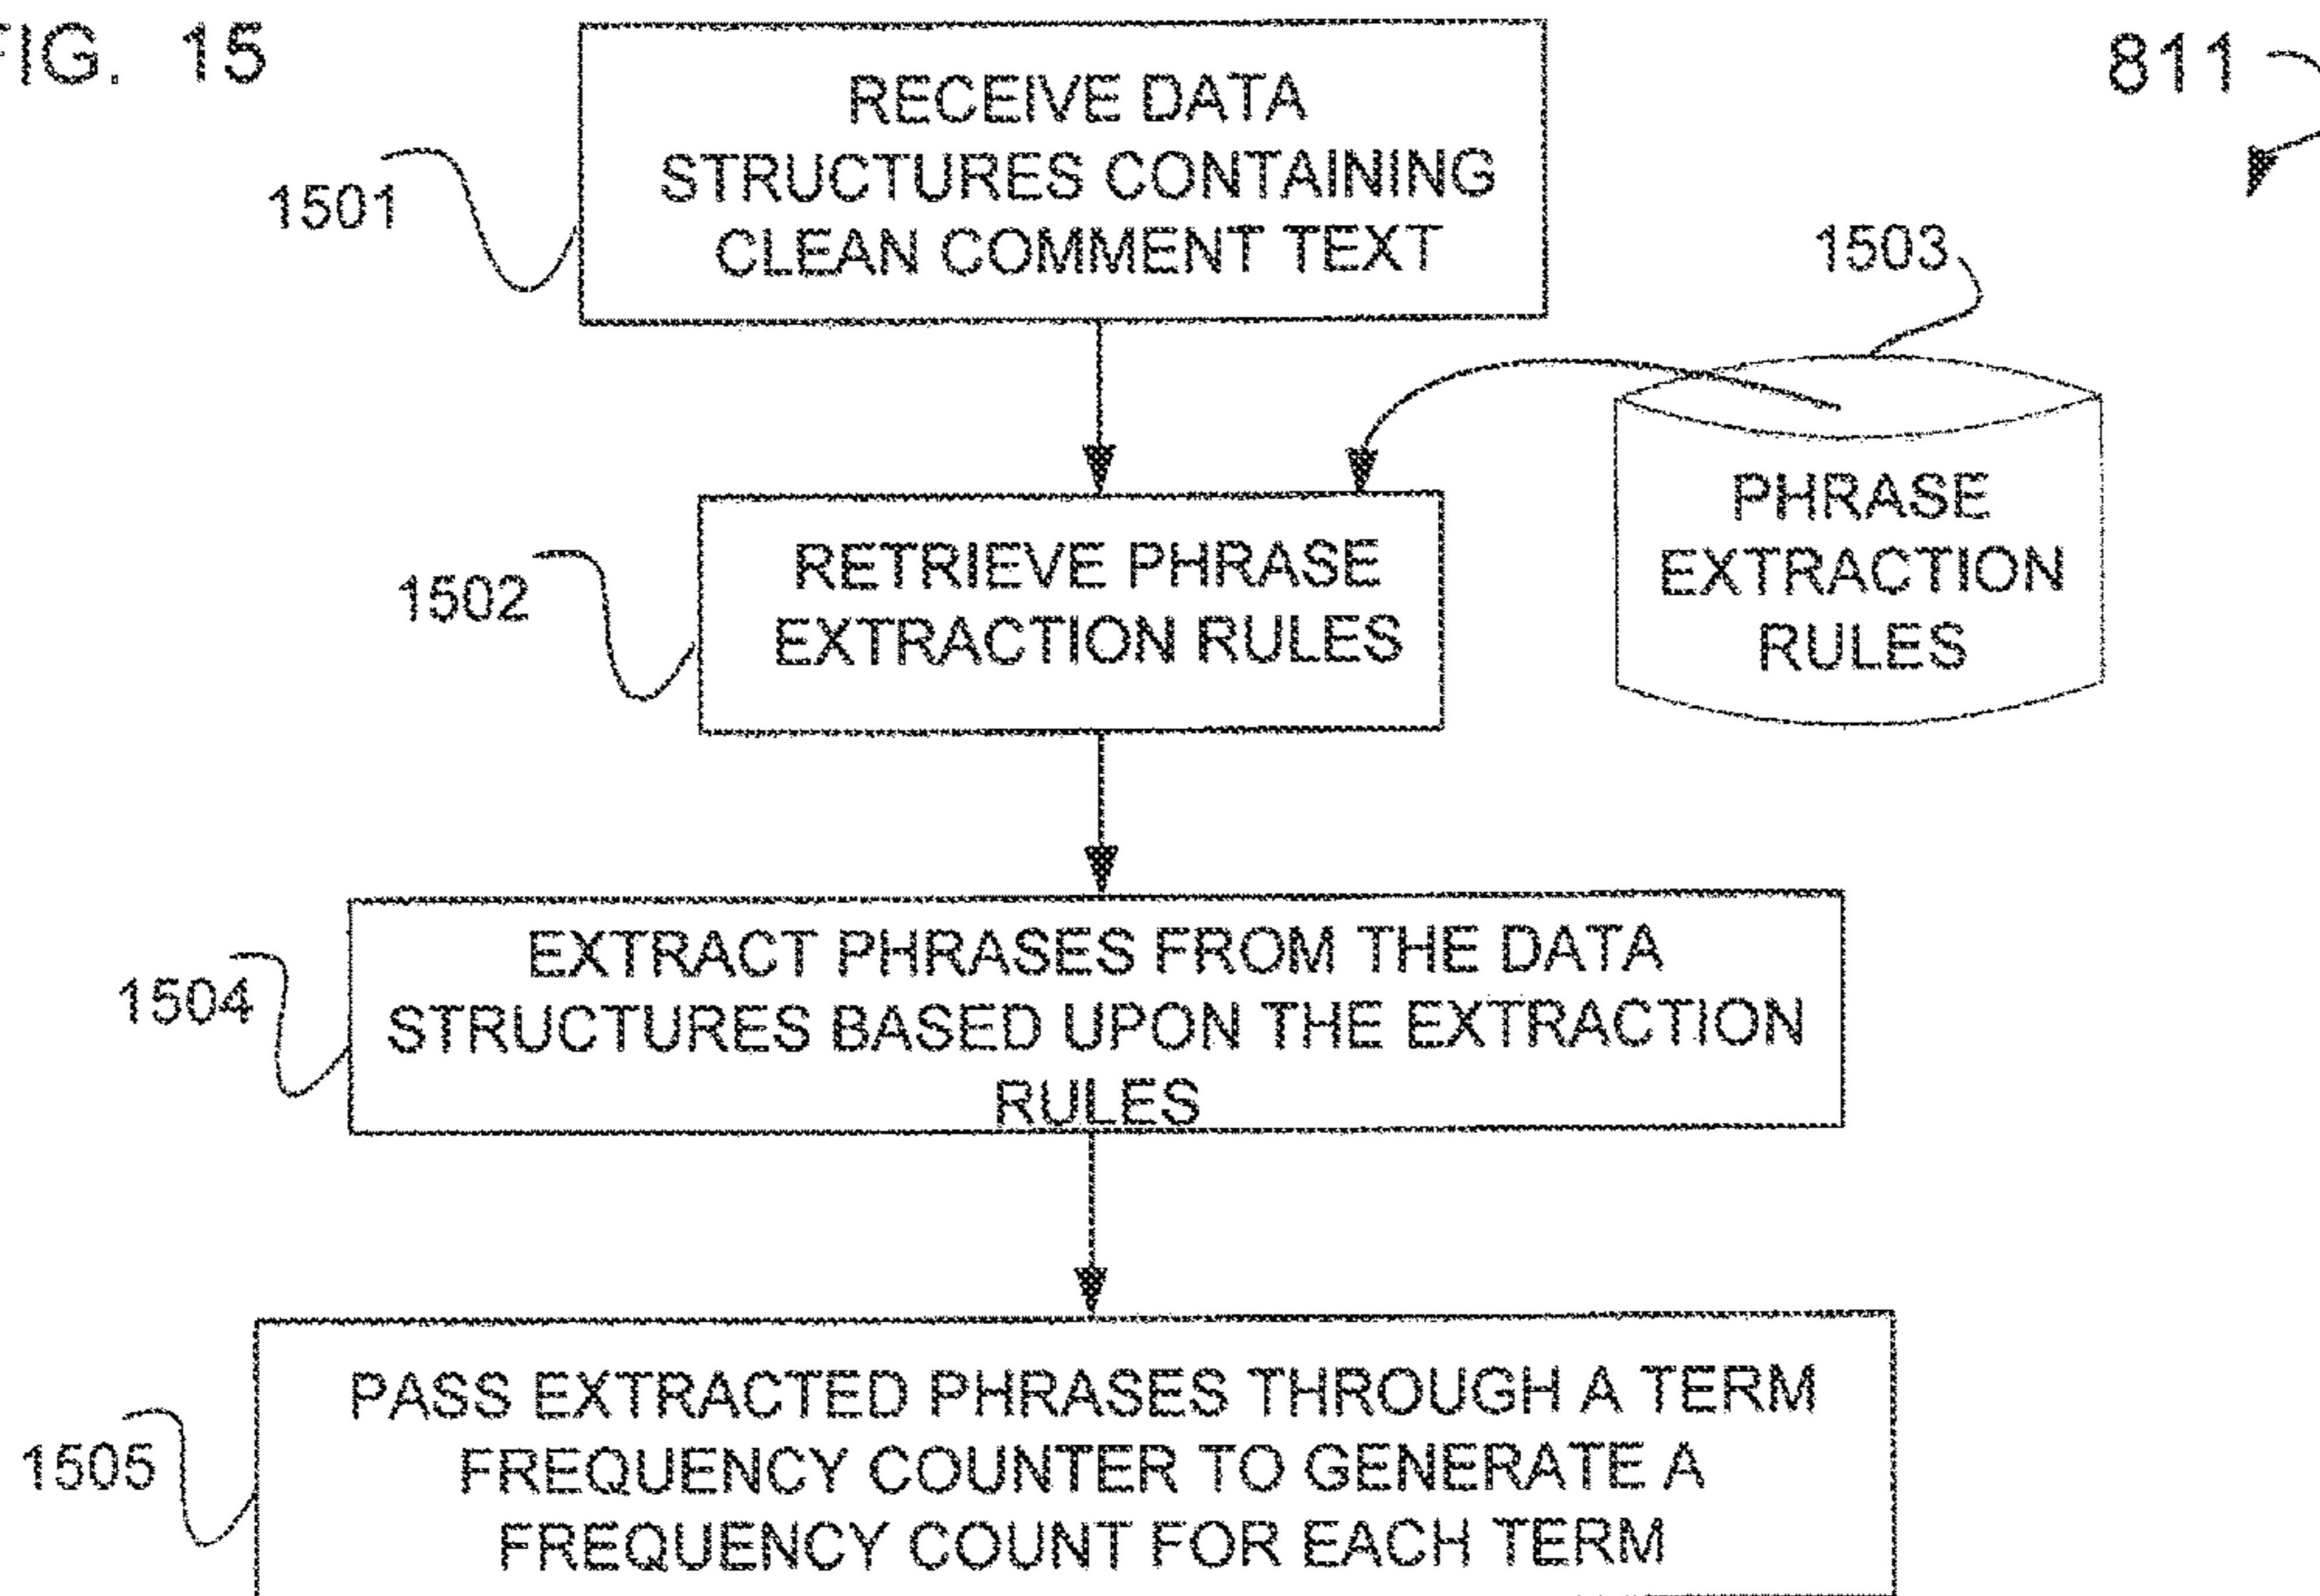 FIG. 15
811
RECEIVE DATA
STRUCTURES CONTAINING
CLEAN COMMENT TEXT
1501
1503
RETRIEVE PHRASE
EXTRACTION RULES
1502
PHRASE
EXTRACTION
RULES
EXTRACT PHRASES FROM THE DATA
STRUCTURES BASED UPON THE EXTRACTION
RULES
1504
PASS EXTRACTED PHRASES THROUGH A TERM
FREQUENCY COUNTER TO GENERATE A
FREQUENCY COUNT FOR EACH TERM
1505